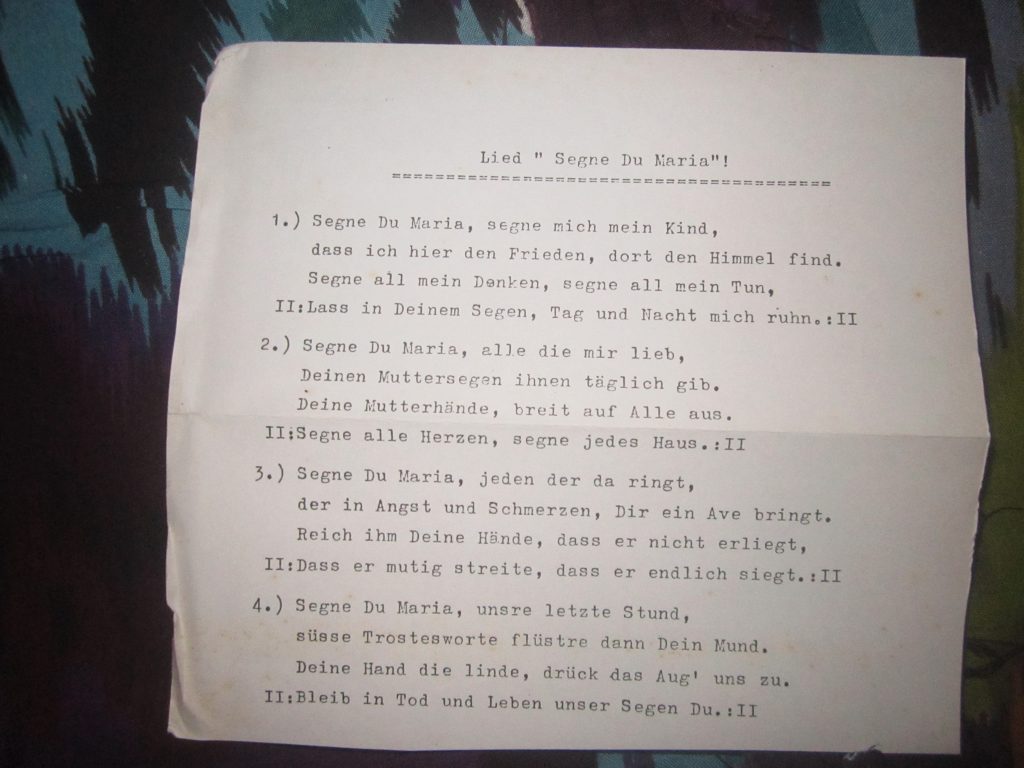 Lied " Segne Du Maria"!
=========================================
1.) Segne Du Maria, segne mich mein Kind,
dass ich hier den Frieden, dort den Himmel find.
Segne all mein Denken, segne all mein Tun,
II:Lass in Deinem Segen, Tag und Nacht mich ruhn.:II
2.) Segne Du Maria, alle die mir lieb,
Deinen Muttersegen ihnen täglich gib.
Deine Mutterhände, breit auf Alle aus.
II:Segne alle Herzen, segne jedes Haus.:II
3.) Segne Du Maria, jeden der da ringt,
der in Angst und Schmerzen, Dir ein Ave bringt.
Reich ihm Deine Hände, dass er nicht erliegt,
II:Dass er mutig streite, dass er endlich siegt.:II
4.) Segne Du Maria, unsre letzte Stund,
süsse Trostesworte flüstre dann Dein Mund.
Deine Hand die linde, drück das Aug' uns zu.
II:Bleib in Tod und Leben unser Segen Du.:II